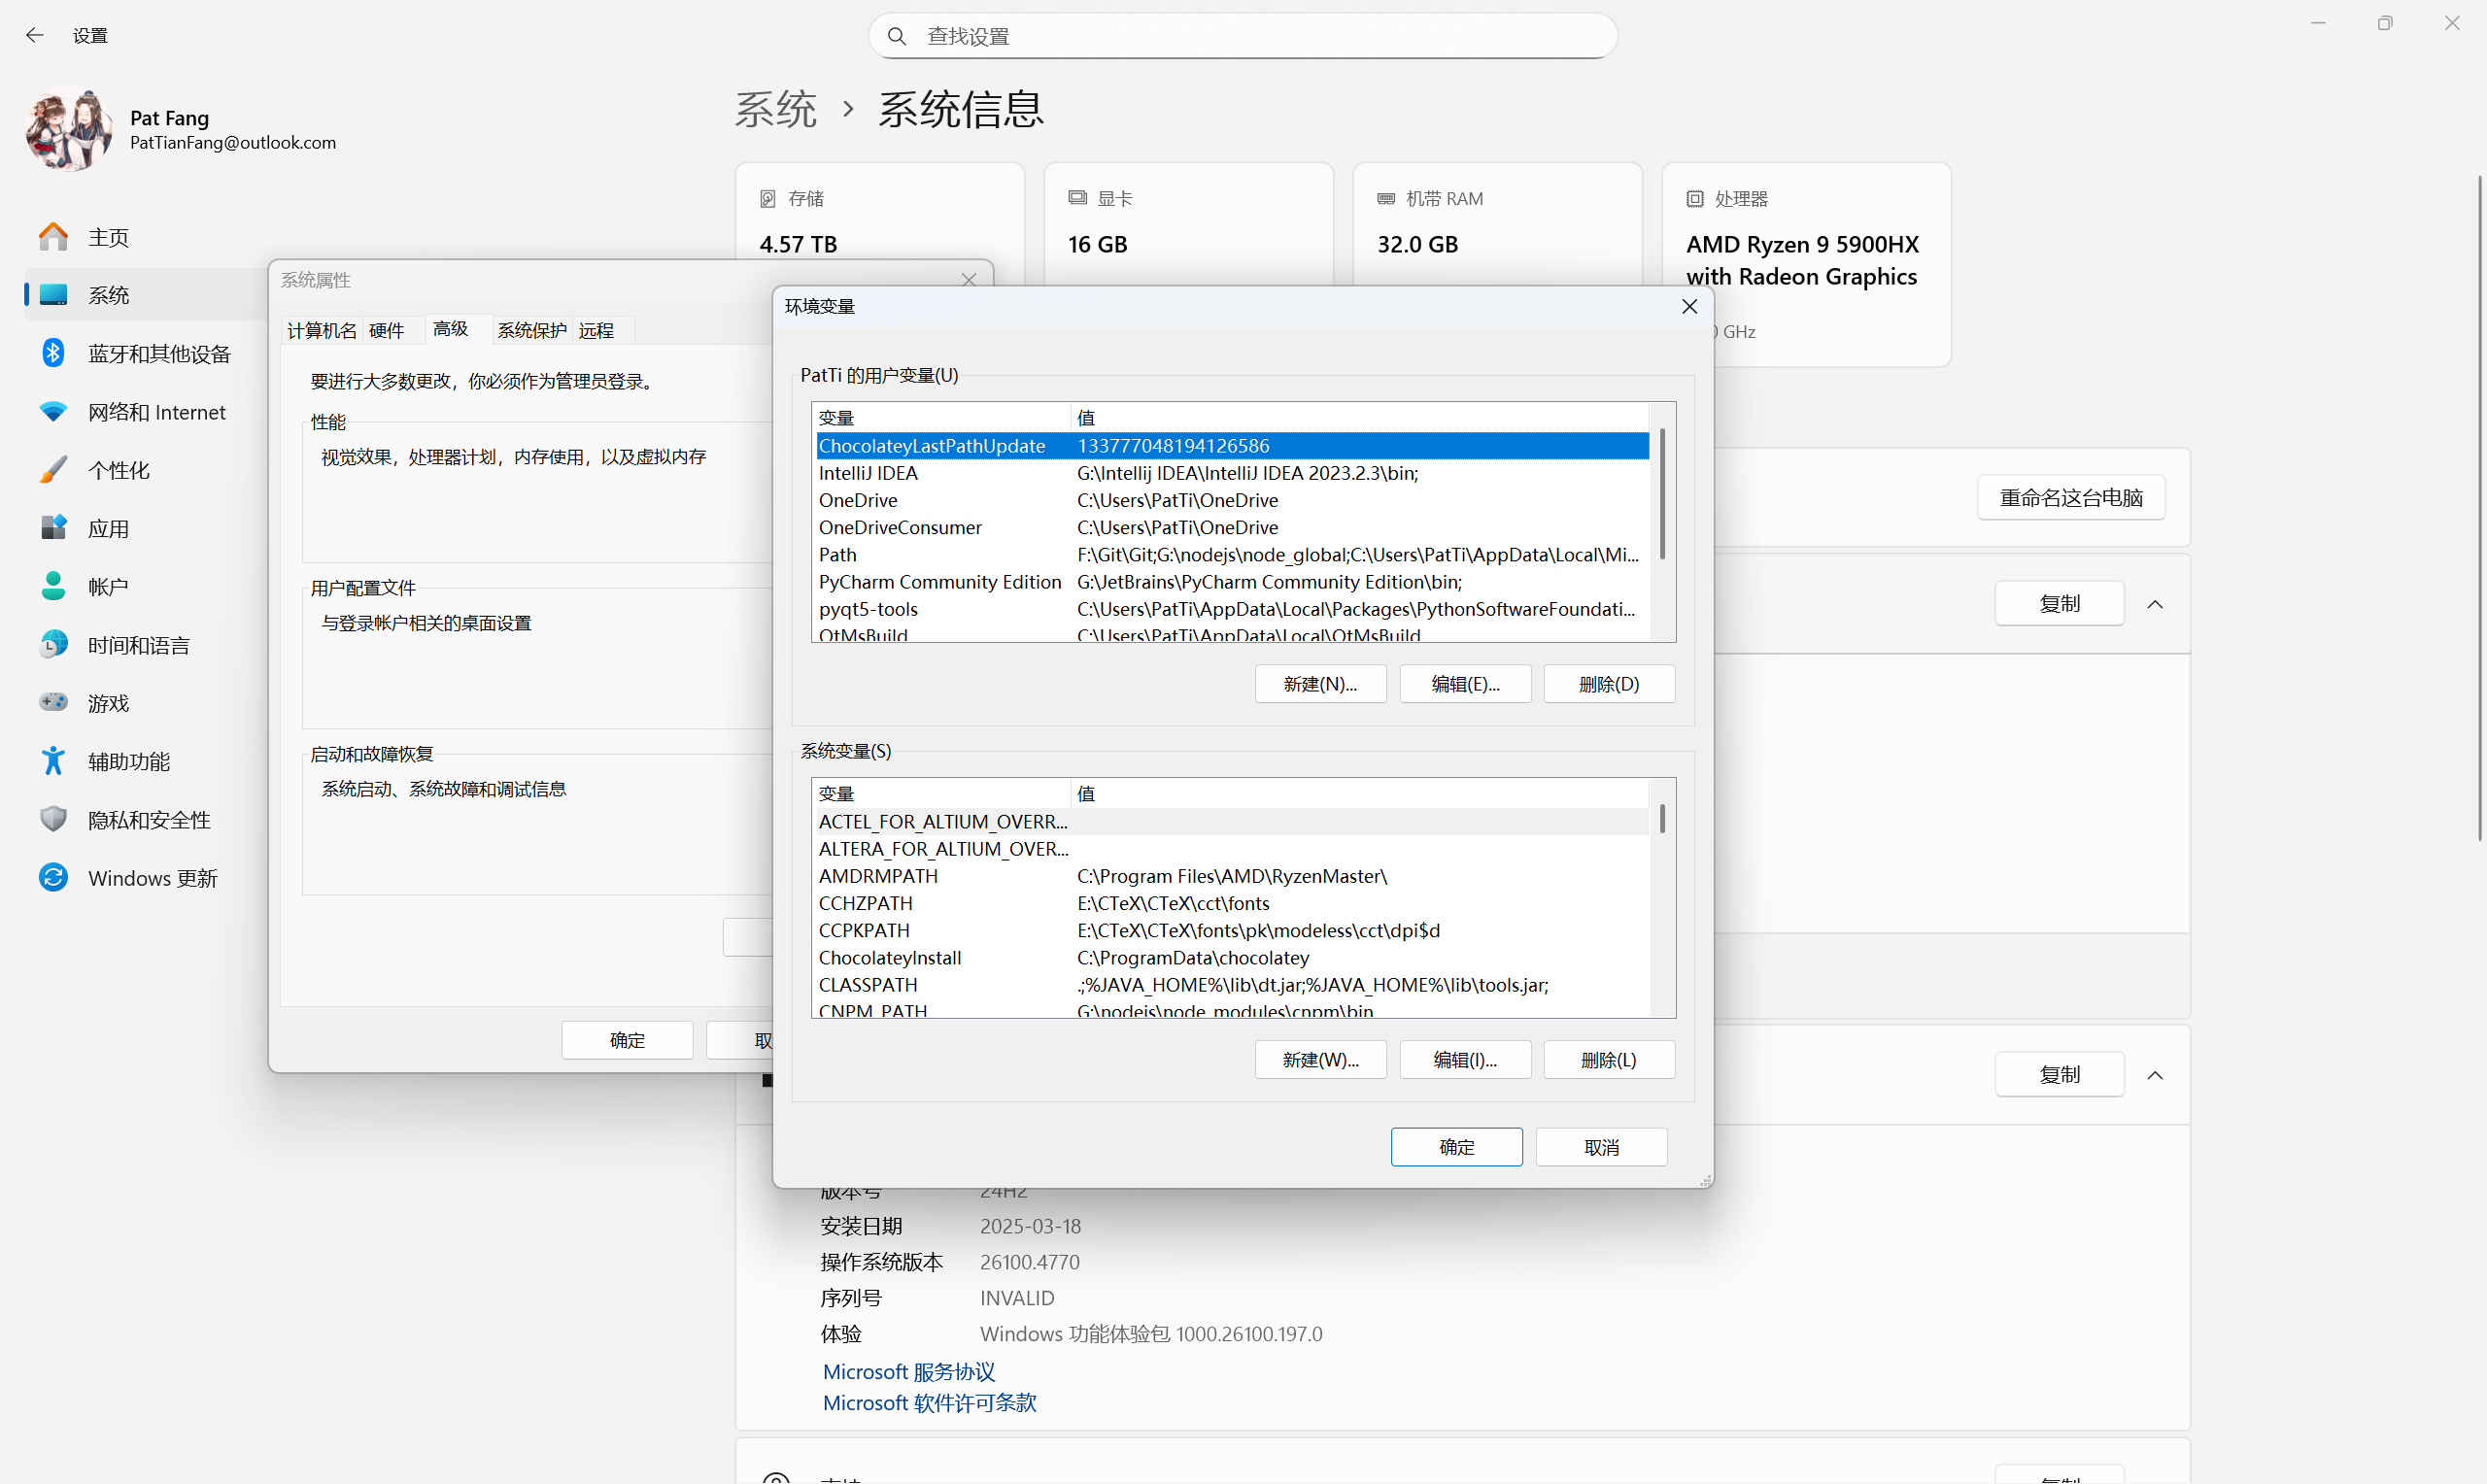 设置
查找设置
Pat Fang
PatTianFang@outlook.com
主页
系统
蓝牙和其他设备
网络和 Internet
个性化
应用
帐户
时间和语言
游戏
辅助功能
隐私和安全性
Windows 更新
系统 › 系统信息
存储
4.57 TB
显卡
16 GB
机带 RAM
32.0 GB
处理器
AMD Ryzen 9 5900HX
with Radeon Graphics
GHz
重命名这台电脑
复制
复制
系统属性
计算机名 硬件 高级 系统保护 远程
要进行大多数更改，你必须作为管理员登录。
性能
视觉效果，处理器计划，内存使用，以及虚拟内存
用户配置文件
与登录帐户相关的桌面设置
启动和故障恢复
系统启动、系统故障和调试信息
确定
取
环境变量
PatTi 的用户变量(U)
变量 值
ChocolateyLastPathUpdate 133777048194126586
IntelliJ IDEA G:\Intellij IDEA\IntelliJ IDEA 2023.2.3\bin;
OneDrive C:\Users\PatTi\OneDrive
OneDriveConsumer C:\Users\PatTi\OneDrive
Path F:\Git\Git;G:\nodejs\node_global;C:\Users\PatTi\AppData\Local\Mi...
PyCharm Community Edition G:\JetBrains\PyCharm Community Edition\bin;
pyqt5-tools C:\Users\PatTi\AppData\Local\Packages\PythonSoftwareFoundati...
QtMsBuild C:\Users\PatTi\AppData\Local\QtMsBuild
新建(N)... 编辑(E)... 删除(D)
系统变量(S)
变量 值
ACTEL_FOR_ALTIUM_OVERR...
ALTERA_FOR_ALTIUM_OVER...
AMDRMPATH C:\Program Files\AMD\RyzenMaster\
CCHZPATH E:\CTeX\CTeX\cct\fonts
CCPKPATH E:\CTeX\CTeX\fonts\pk\modeless\cct\dpi$d
ChocolateyInstall C:\ProgramData\chocolatey
CLASSPATH .;%JAVA_HOME%\lib\dt.jar;%JAVA_HOME%\lib\tools.jar;
CNPM_PATH G:\nodejs\node_modules\cnpm\bin
新建(W)... 编辑(I)... 删除(L)
确定 取消
版本号 24H2
安装日期 2025-03-18
操作系统版本 26100.4770
序列号 INVALID
体验 Windows 功能体验包 1000.26100.197.0
Microsoft 服务协议
Microsoft 软件许可条款